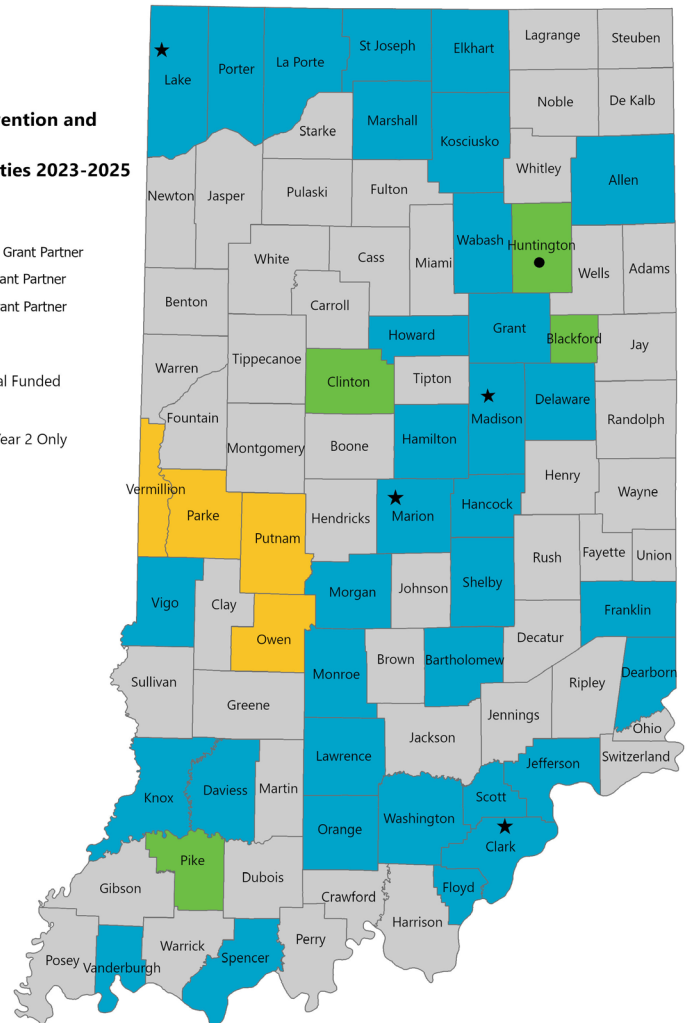 ention and
ties 2023-2025
Grant Partner
ant Partner
ant Partner
al Funded
ear 2 Only
Lagrange
Steuben
St Joseph
Elkhart
Lake
Porter
La Porte
Noble
De Kalb
Starke
Marshall
Kosciusko
Whitley
Allen
Newton
Jasper
Pulaski
Fulton
Wabash
Huntington
White
Cass
Miami
Wells
Adams
Benton
Carroll
Howard
Grant
Blackford
Jay
Warren
Tippecanoe
Clinton
Tipton
Madison
Delaware
Randolph
Fountain
Montgomery
Boone
Hamilton
Henry
Wayne
Vermillion
Parke
Putnam
Hendricks
Marion
Hancock
Rush
Fayette
Union
Vigo
Clay
Owen
Morgan
Johnson
Shelby
Franklin
Decatur
Sullivan
Greene
Monroe
Brown
Bartholomew
Ripley
Dearborn
Jennings
Ohio
Switzerland
Jackson
Lawrence
Jefferson
Knox
Daviess
Martin
Scott
Orange
Washington
Clark
Pike
Gibson
Dubois
Crawford
Floyd
Harrison
Posey
Vanderburgh
Warrick
Spencer
Perry